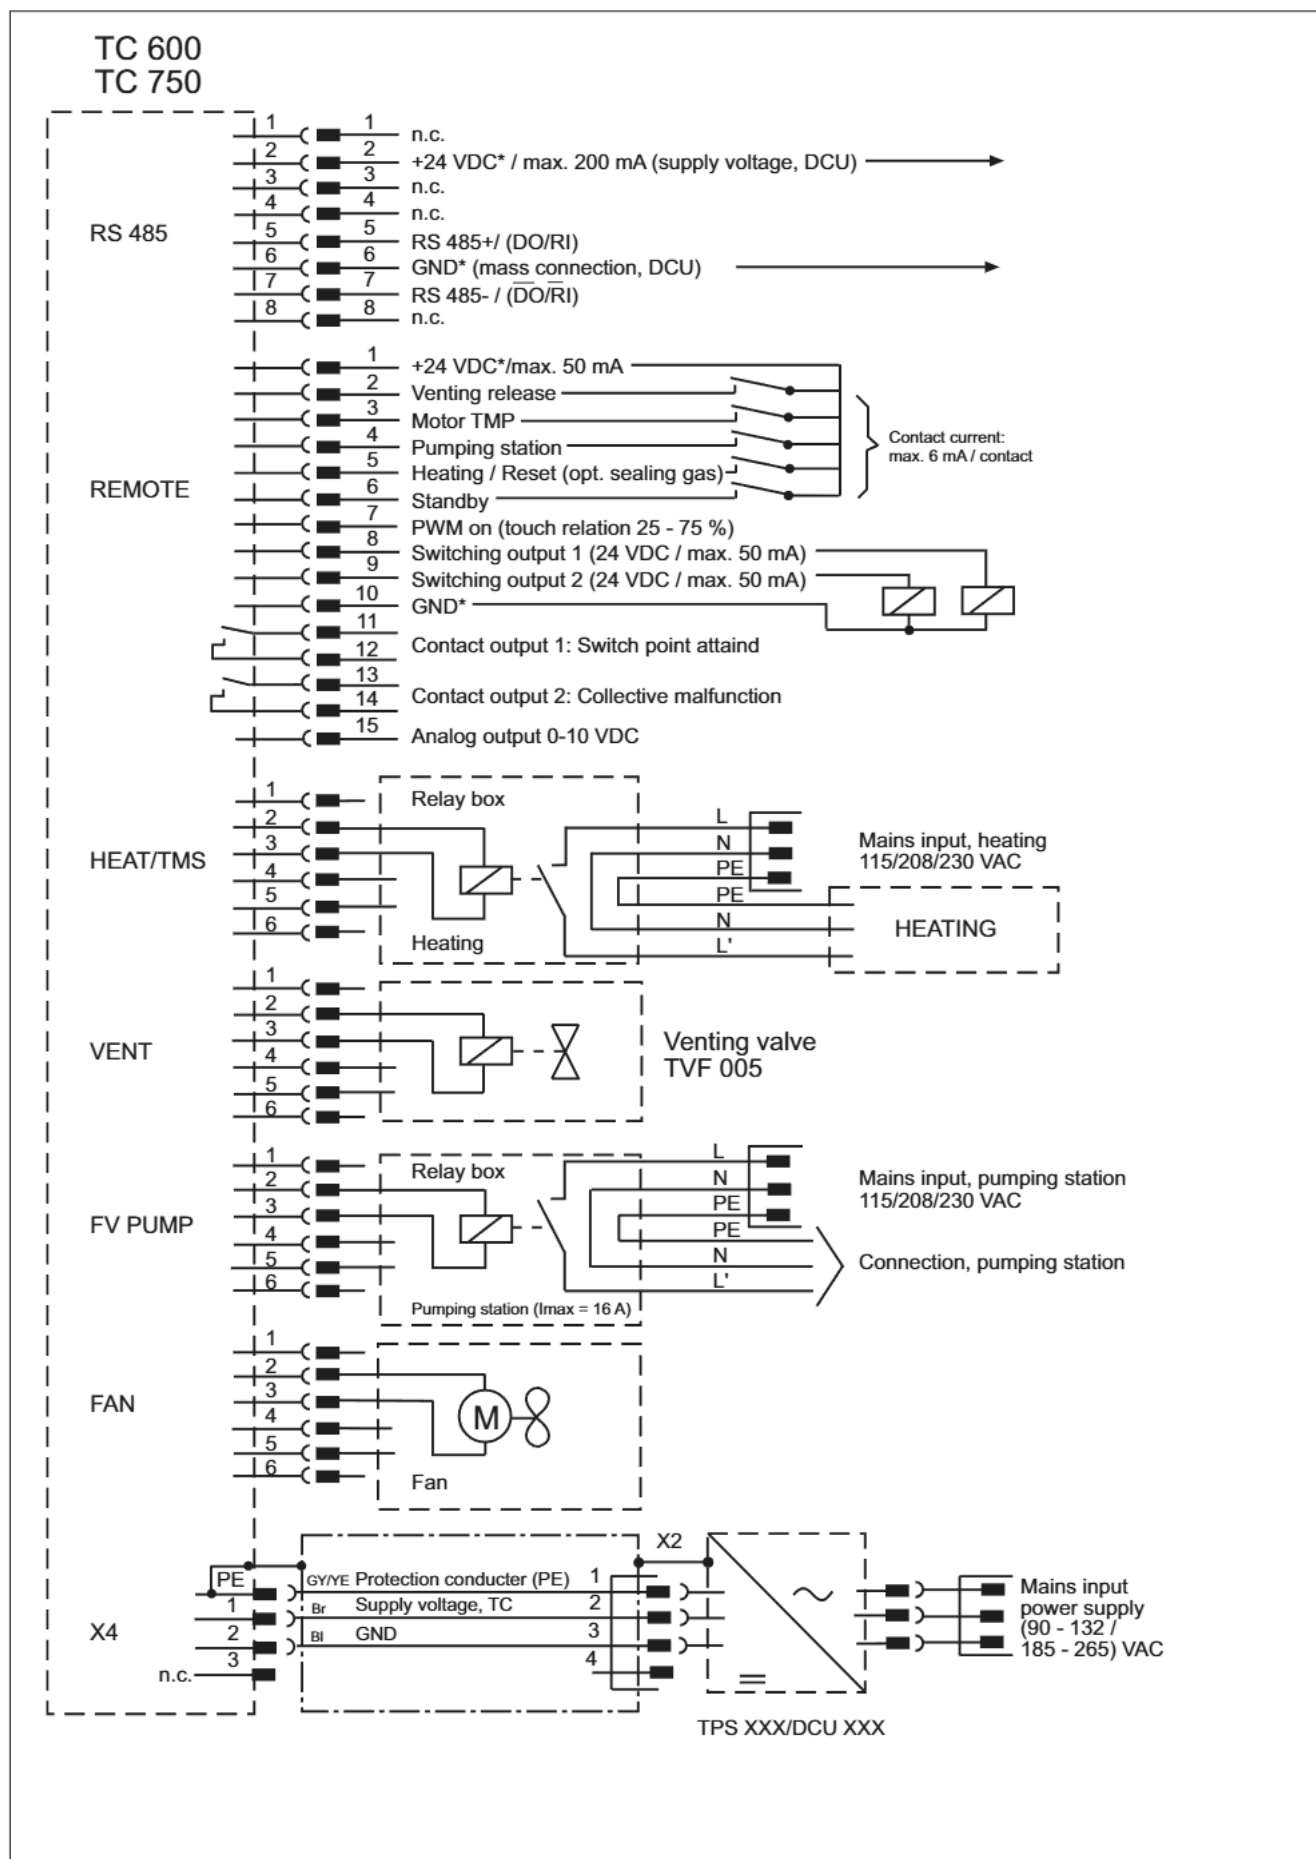 TC 600
TC 750
RS 485
1 1 n.c.
2 2 +24 VDC* / max. 200 mA (supply voltage, DCU)
3 3 n.c.
4 4 n.c.
5 5 RS 485+/ (DO/RI)
6 6 GND* (mass connection, DCU)
7 7 RS 485- / (D̅O̅/R̅I)
8 8 n.c.
REMOTE
1 +24 VDC*/max. 50 mA
2 Venting release
3 Motor TMP
4 Pumping station
5 Heating / Reset (opt. sealing gas)
6 Standby
Contact current:
max. 6 mA / contact
7 PWM on (touch relation 25 - 75 %)
8 Switching output 1 (24 VDC / max. 50 mA)
9 Switching output 2 (24 VDC / max. 50 mA)
10 GND*
11
Contact output 1: Switch point attaind
12
13
Contact output 2: Collective malfunction
14
15 Analog output 0-10 VDC
HEAT/TMS
1
2
3
4
5
6
Relay box
Heating
L
N
PE
PE
N
L'
Mains input, heating
115/208/230 VAC
HEATING
VENT
1
2
3
4
5
6
Venting valve
TVF 005
FV PUMP
1
2
3
4
5
6
Relay box
Pumping station (Imax = 16 A)
L
N
PE
PE
N
L'
Mains input, pumping station
115/208/230 VAC
Connection, pumping station
FAN
1
2
3
4
5
6
M
Fan
X4
PE GY/YE Protection conducter (PE) 1
1 Br Supply voltage, TC 2
2 Bl GND 3
n.c. 3 4
X2
Mains input
power supply
(90 - 132 /
185 - 265) VAC
TPS XXX/DCU XXX